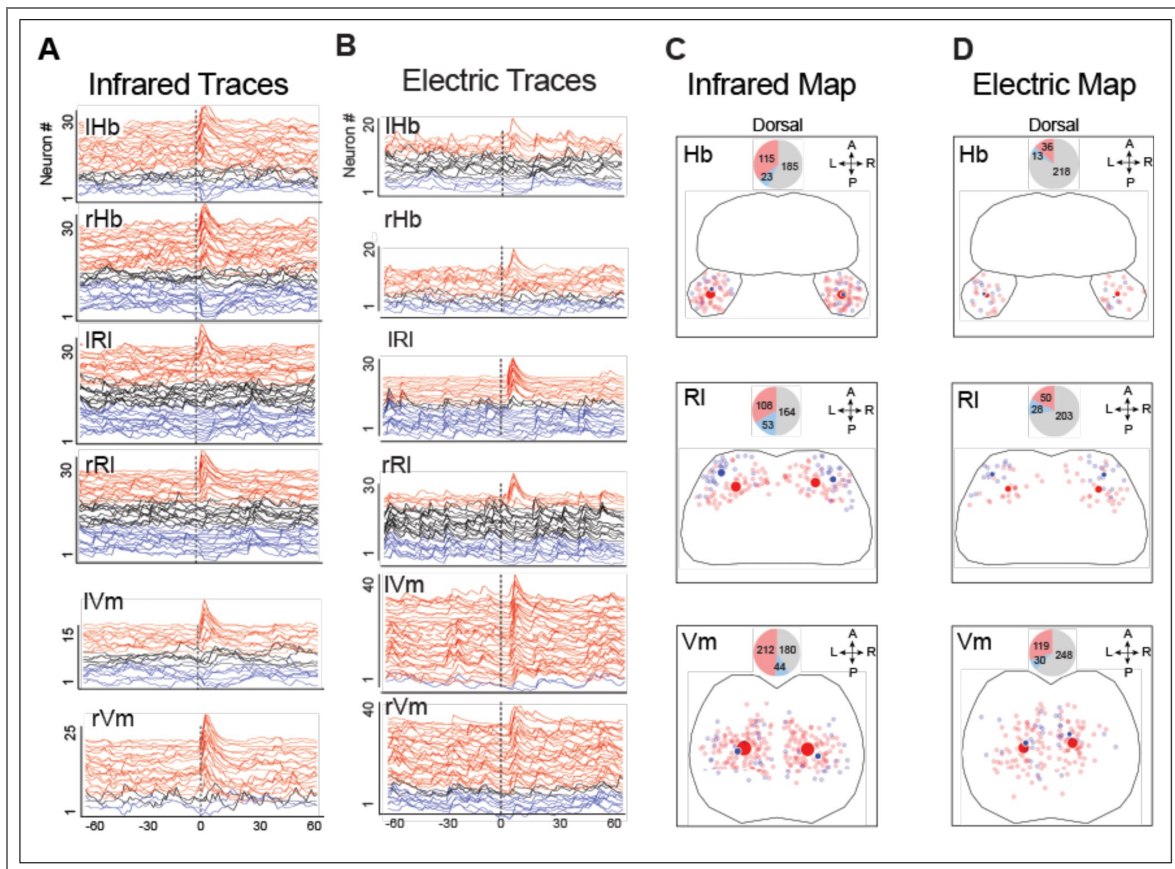 A
Infrared Traces
Neuron #
lHb
30
1
rHb
30
1
lRl
30
1
rRl
30
1
lVm
15
1
rVm
25
1
-60 -30 0 30 60
B
Electric Traces
lHb
20
1
rHb
20
1
lRl
30
1
rRl
30
1
lVm
40
1
rVm
40
1
-60 -30 0 30 60
C
Infrared Map
Dorsal
Hb
115 185
23
A
L R
P
Rl
108 164
53
A
L R
P
Vm
212 180
44
A
L R
P
D
Electric Map
Dorsal
Hb
36
13
218
A
L R
P
Rl
50
28
203
A
L R
P
Vm
119
30 248
A
L R
P